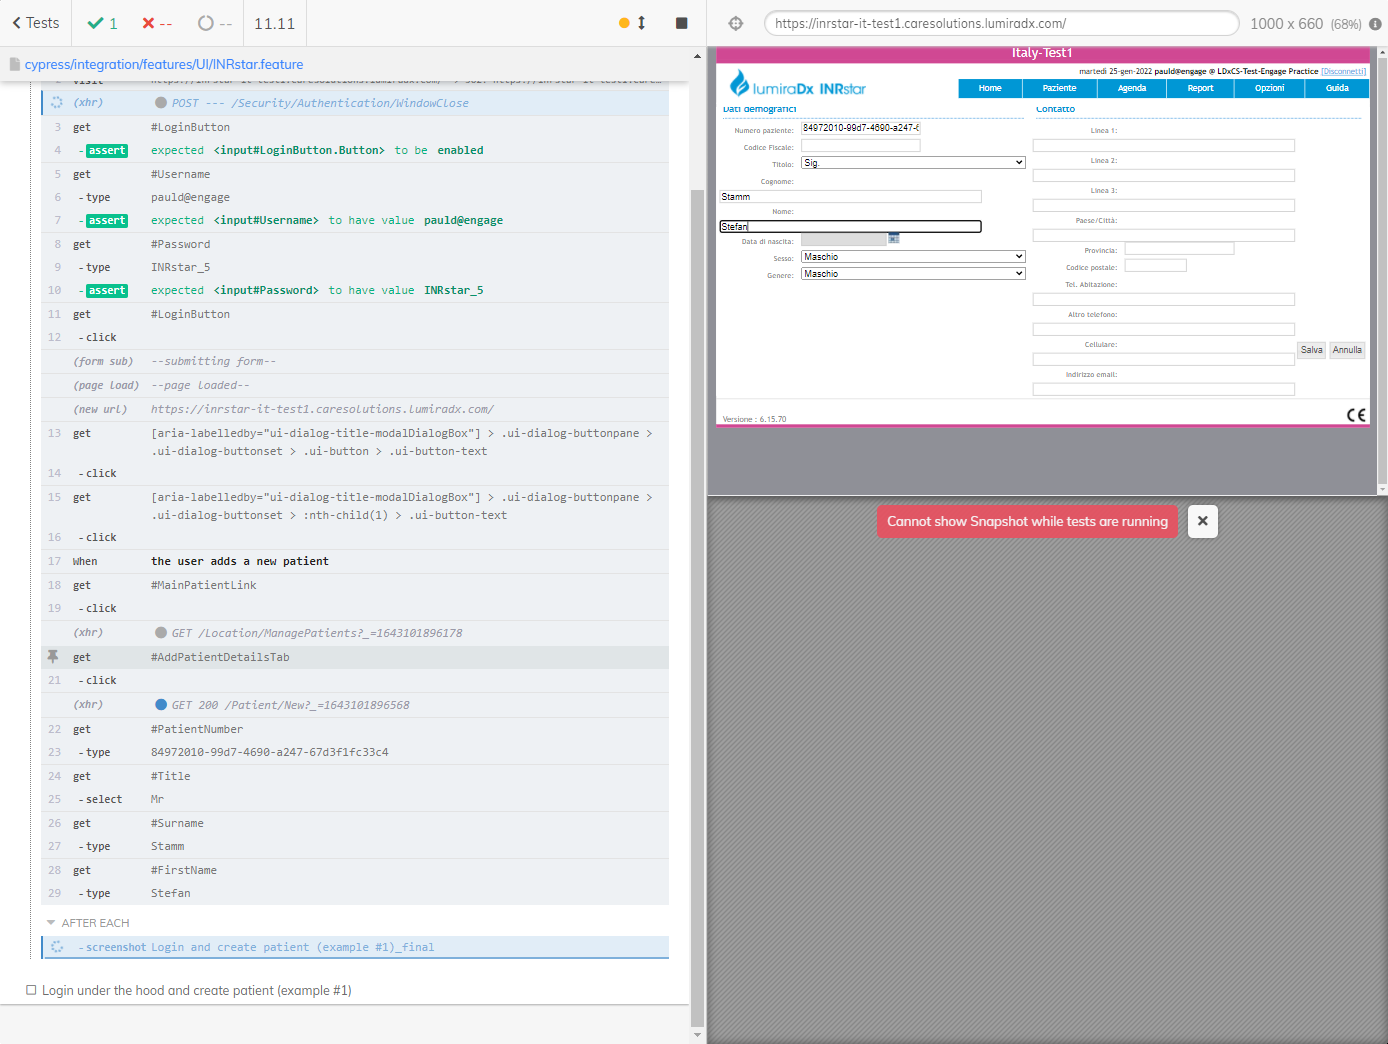 Tests
1
--
--
11.11
https://inrstar-it-test1.caresolutions.lumiradx.com/
1000 x 660 (68%)
cypress/integration/features/UI/INRstar.feature
(xhr) POST --- /Security/Authentication/WindowClose
3 get #LoginButton
4 -assert expected <input#LoginButton.Button> to be enabled
5 get #Username
6 -type pauld@engage
7 -assert expected <input#Username> to have value pauld@engage
8 get #Password
9 -type INRstar_5
10 -assert expected <input#Password> to have value INRstar_5
11 get #LoginButton
12 -click
(form sub) --submitting form--
(page load) --page loaded--
(new url) https://inrstar-it-test1.caresolutions.lumiradx.com/
13 get [aria-labelledby="ui-dialog-title-modalDialogBox"] > .ui-dialog-buttonpane >
.ui-dialog-buttonset > .ui-button > .ui-button-text
14 -click
15 get [aria-labelledby="ui-dialog-title-modalDialogBox"] > .ui-dialog-buttonpane >
.ui-dialog-buttonset > :nth-child(1) > .ui-button-text
16 -click
17 When the user adds a new patient
18 get #MainPatientLink
19 -click
(xhr) GET /Location/ManagePatients?_=1643101896178
get #AddPatientDetailsTab
21 -click
(xhr) GET 200 /Patient/New?_=1643101896568
22 get #PatientNumber
23 -type 84972010-99d7-4690-a247-67d3f1fc33c4
24 get #Title
25 -select Mr
26 get #Surname
27 -type Stamm
28 get #FirstName
29 -type Stefan
AFTER EACH
-screenshot Login and create patient (example #1)_final
Login under the hood and create patient (example #1)
Italy-Test1
martedì 25-gen-2022 pauld@engage @ LDxCS-Test-Engage Practice [Disconnetti]
lumiraDx INRstar
Home Paziente Agenda Report Opzioni Guida
Dati demografici
Numero paziente: 84972010-99d7-4690-a247-6
Codice Fiscale:
Titolo: Sig.
Cognome:
Stamm
Nome:
Stefan
Data di nascita:
Sesso: Maschio
Genere: Maschio
Contatto
Linea 1:
Linea 2:
Linea 3:
Paese/Città:
Provincia:
Codice postale:
Tel. Abitazione:
Altro telefono:
Cellulare:
Indirizzo email:
Salva Annulla
Versione : 6.15.70
CE
Cannot show Snapshot while tests are running